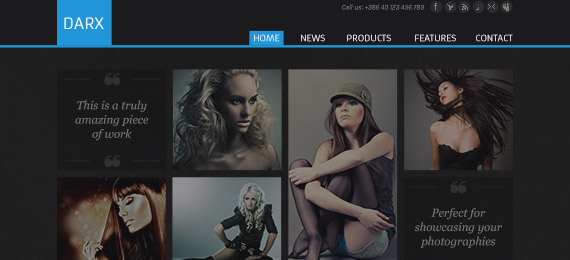 Call us: +386 40 123 456 789
DARX
HOME NEWS PRODUCTS FEATURES CONTACT
This is a truly
amazing piece
of work
Perfect for
showcasing your
photographies